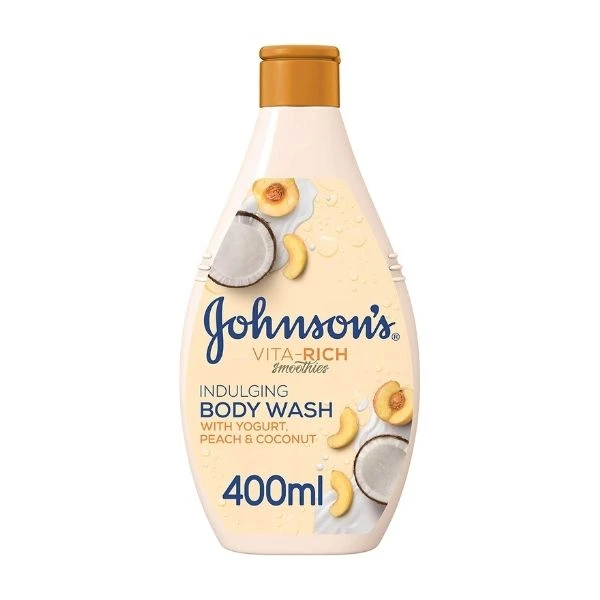 Johnson's®
VITA-RICH
smoothies
INDULGING
BODY WASH
WITH YOGURT,
PEACH & COCONUT
400ml